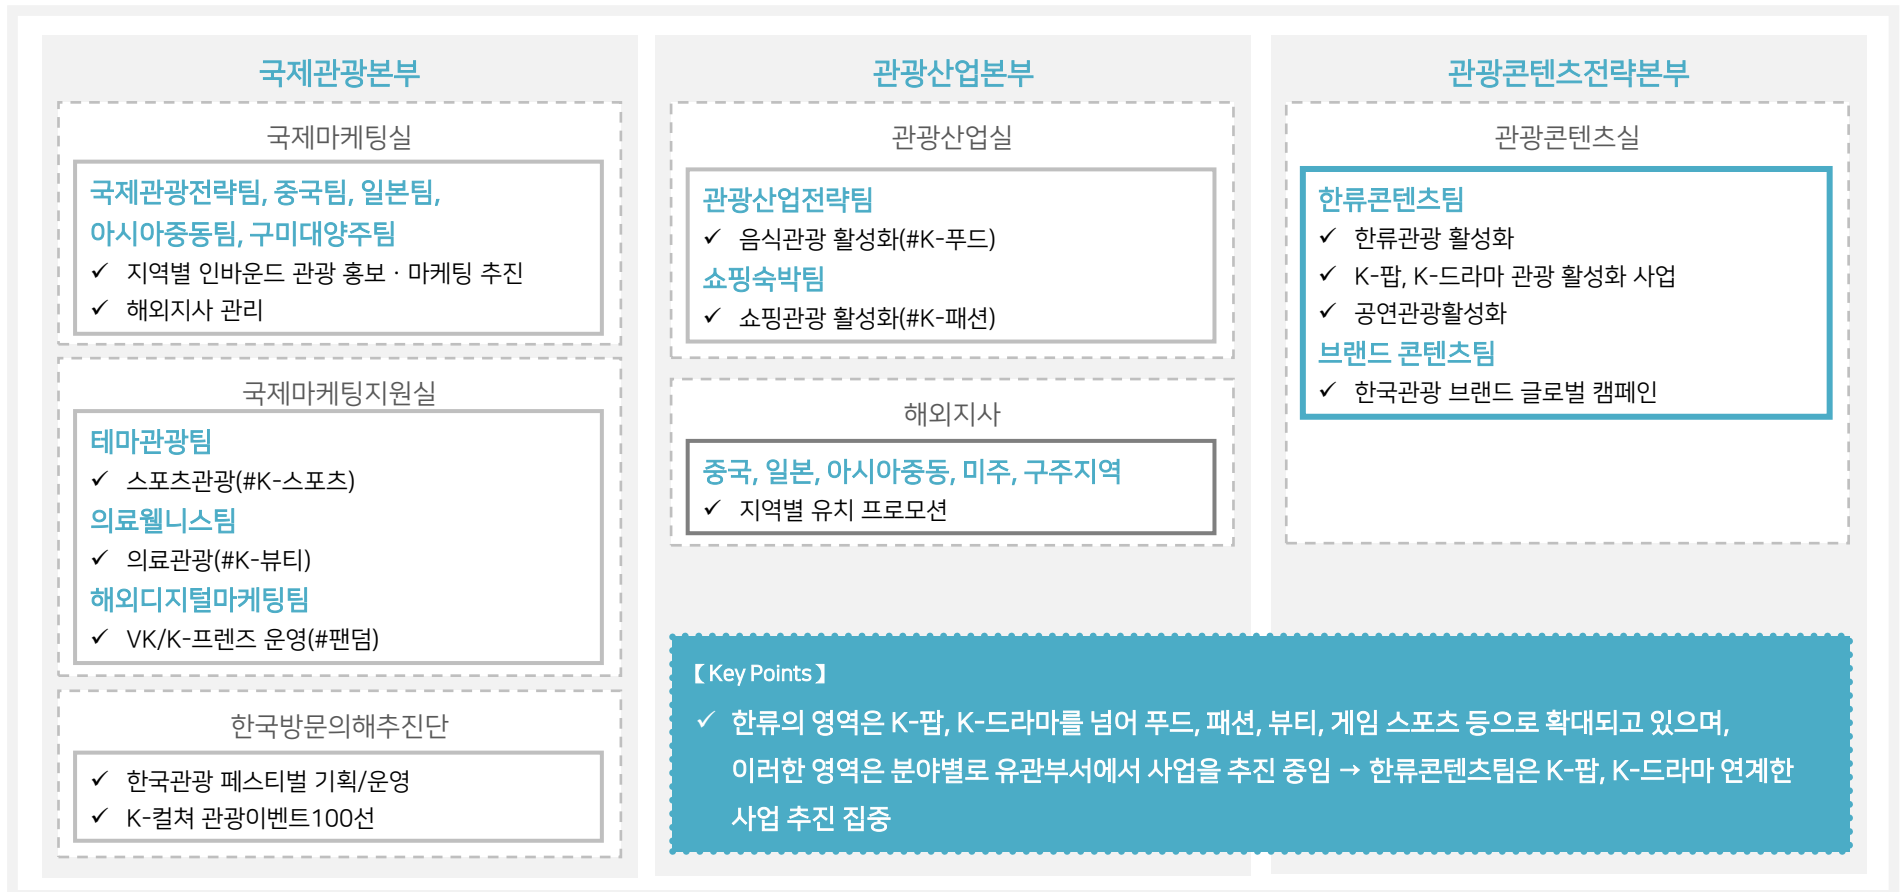 국제관광본부
국제마케팅실
국제관광전략팀, 중국팀, 일본팀,
아시아중동팀, 구미대양주팀
✓ 지역별 인바운드 관광 홍보 · 마케팅 추진
✓ 해외지사 관리
국제마케팅지원실
테마관광팀
✓ 스포츠관광(#K-스포츠)
의료웰니스팀
✓ 의료관광(#K-뷰티)
해외디지털마케팅팀
✓ VK/K-프렌즈 운영(#팬덤)
한국방문의해추진단
✓ 한국관광 페스티벌 기획/운영
✓ K-컬쳐 관광이벤트100선
관광산업본부
관광산업실
관광산업전략팀
✓ 음식관광 활성화(#K-푸드)
쇼핑숙박팀
✓ 쇼핑관광 활성화(#K-패션)
해외지사
중국, 일본, 아시아중동, 미주, 구주지역
✓ 지역별 유치 프로모션
관광콘텐츠전략본부
관광콘텐츠실
한류콘텐츠팀
✓ 한류관광 활성화
✓ K-팝, K-드라마 관광 활성화 사업
✓ 공연관광활성화
브랜드 콘텐츠팀
✓ 한국관광 브랜드 글로벌 캠페인
【 Key Points 】
✓ 한류의 영역은 K-팝, K-드라마를 넘어 푸드, 패션, 뷰티, 게임 스포츠 등으로 확대되고 있으며,
이러한 영역은 분야별로 유관부서에서 사업을 추진 중임 → 한류콘텐츠팀은 K-팝, K-드라마 연계한
사업 추진 집중